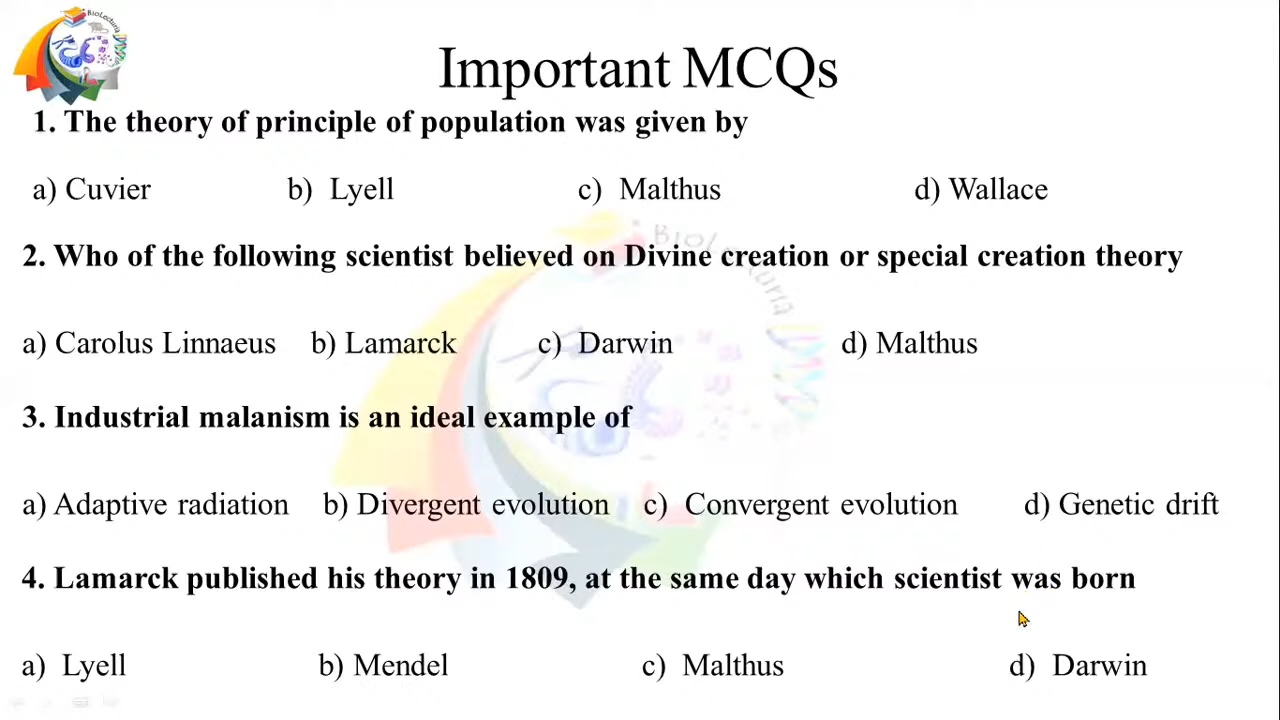 BioLecturia
Important MCQs
1. The theory of principle of population was given by
a) Cuvier b) Lyell c) Malthus d) Wallace
BioLecturia
2. Who of the following scientist believed on Divine creation or special creation theory
a) Carolus Linnaeus b) Lamarck c) Darwin d) Malthus
3. Industrial malanism is an ideal example of
a) Adaptive radiation b) Divergent evolution c) Convergent evolution d) Genetic drift
4. Lamarck published his theory in 1809, at the same day which scientist was born
a) Lyell b) Mendel c) Malthus d) Darwin